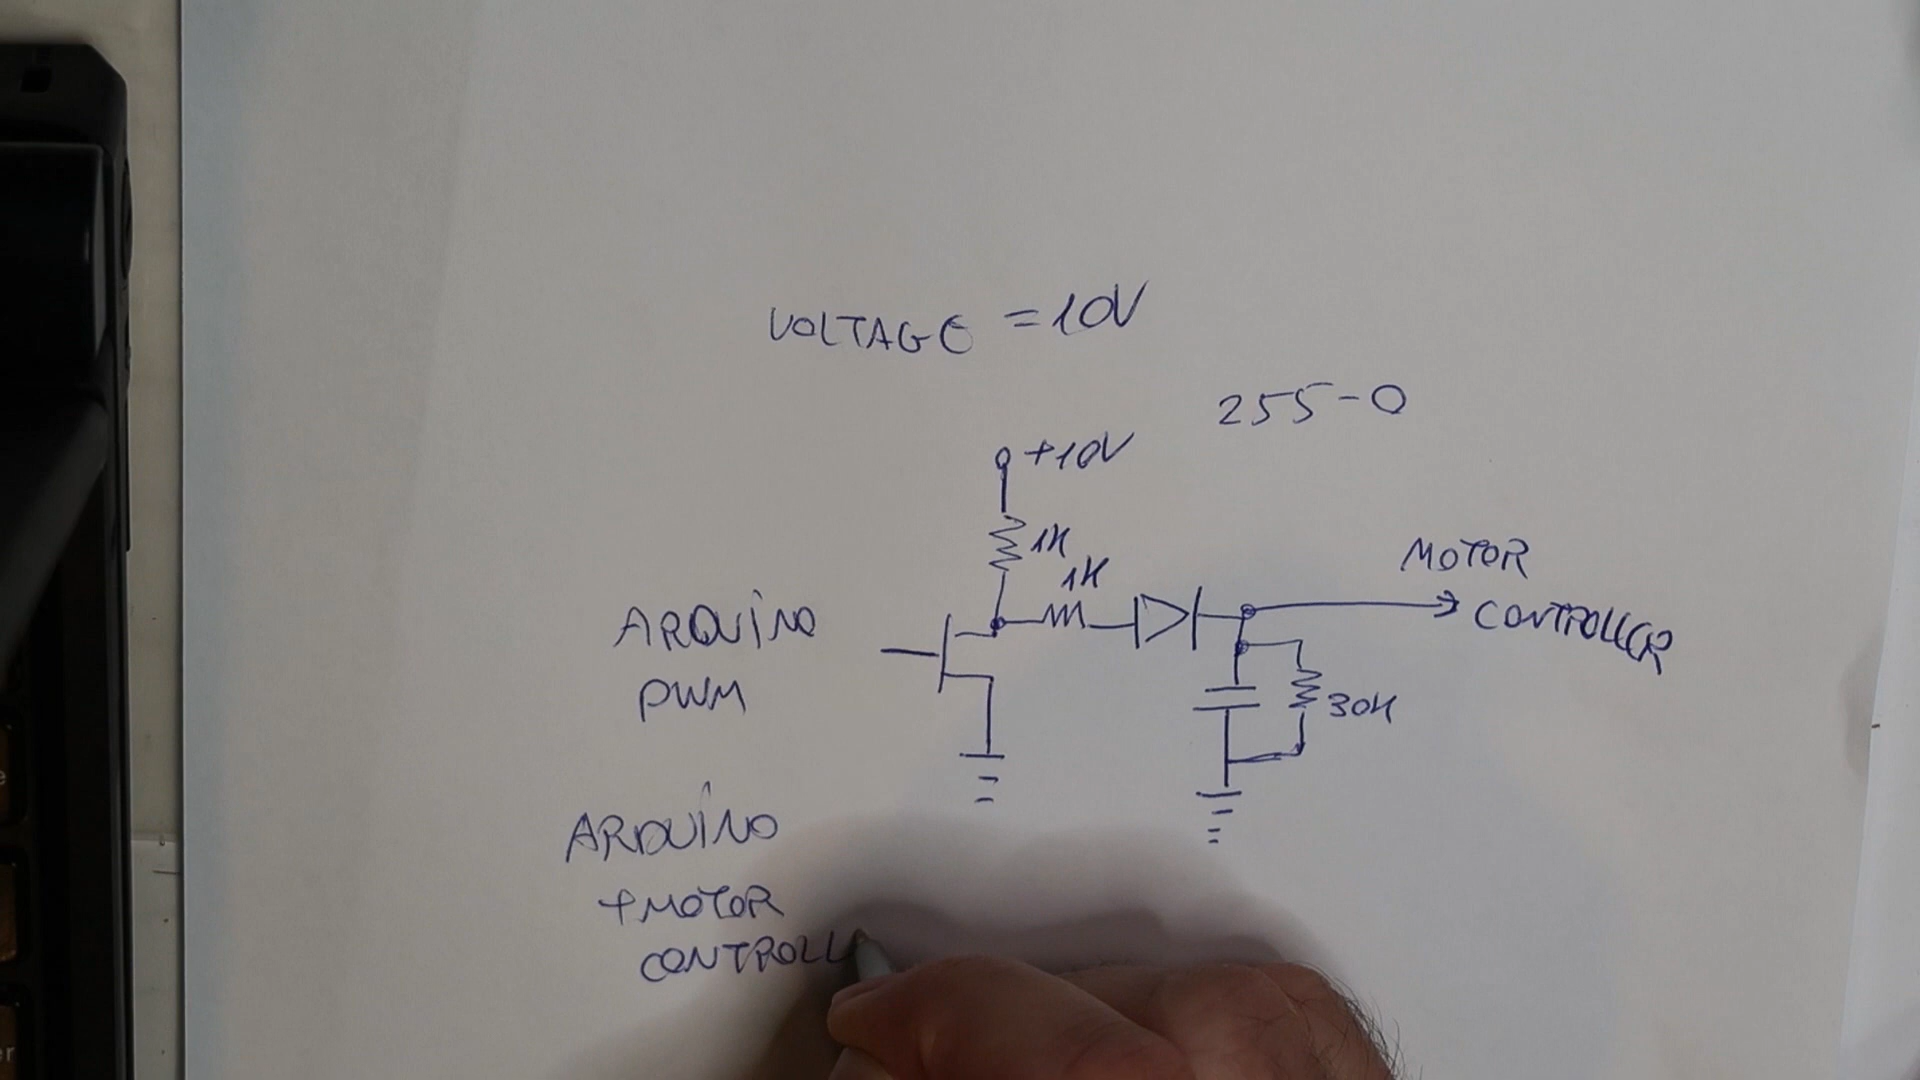 VOLTAGE = 10V
255-0
+10V
1K
1K
MOTOR
CONTROLLER
ARDUINO
PWM
30K
ARDUINO
+MOTOR
CONTROLL